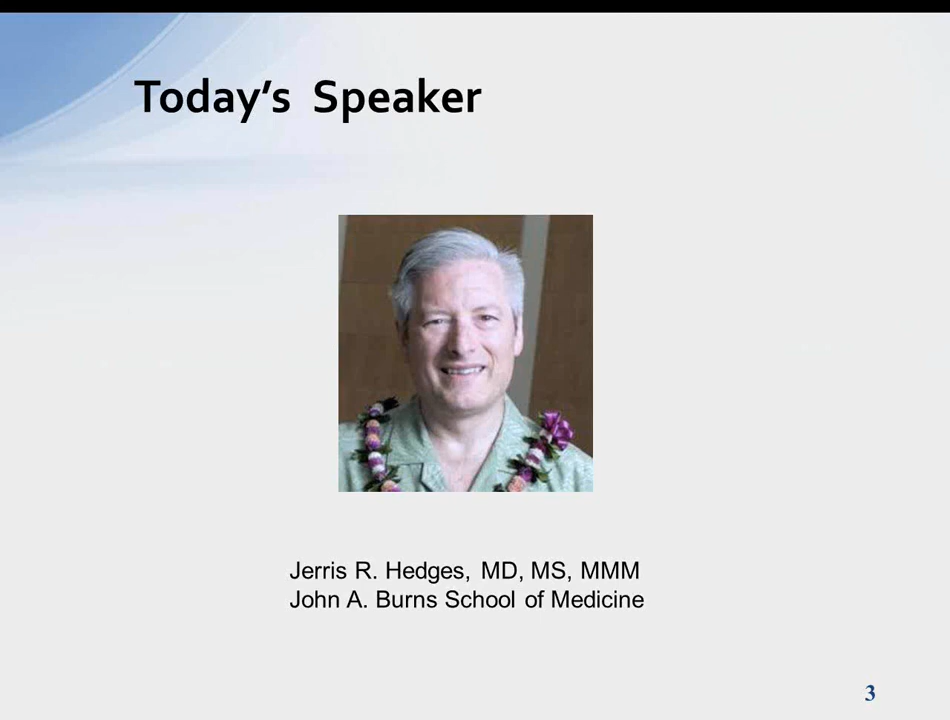 Today’s Speaker
Jerris R. Hedges, MD, MS, MMM
John A. Burns School of Medicine
3